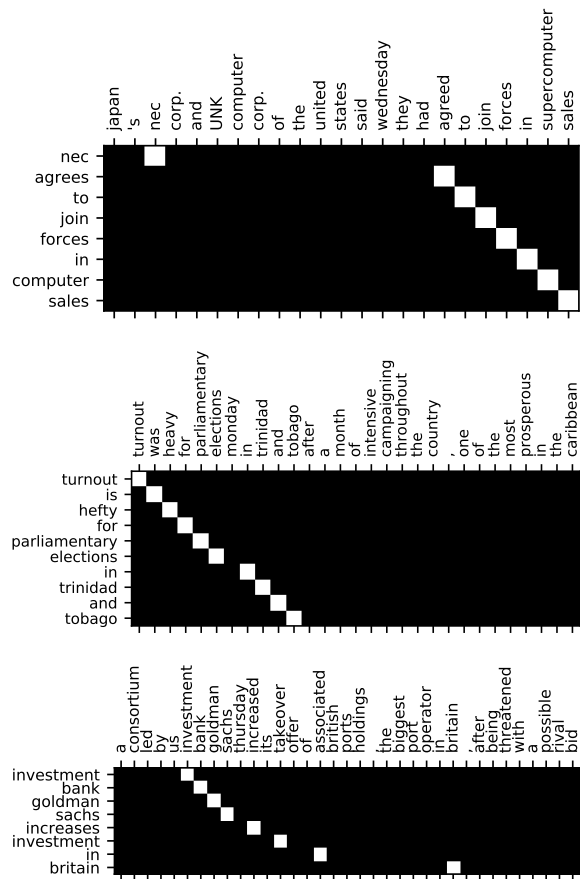 japan 's nec corp. and UNK computer corp. of the united states said wednesday they had agreed to join forces in supercomputer sales
nec
agrees
to
join
forces
in
computer
sales
turnout was heavy for parliamentary elections monday in trinidad and tobago after a month of intensive campaigning throughout the country , one of the most prosperous in the caribbean
turnout
is
hefty
for
parliamentary
elections
in
trinidad
and
tobago
a consortium led by us investment bank goldman sachs thursday increased its takeover offer of associated british ports holdings , the biggest port operator in britain , after being threatened with a possible rival bid
investment
bank
goldman
sachs
increases
investment
in
britain